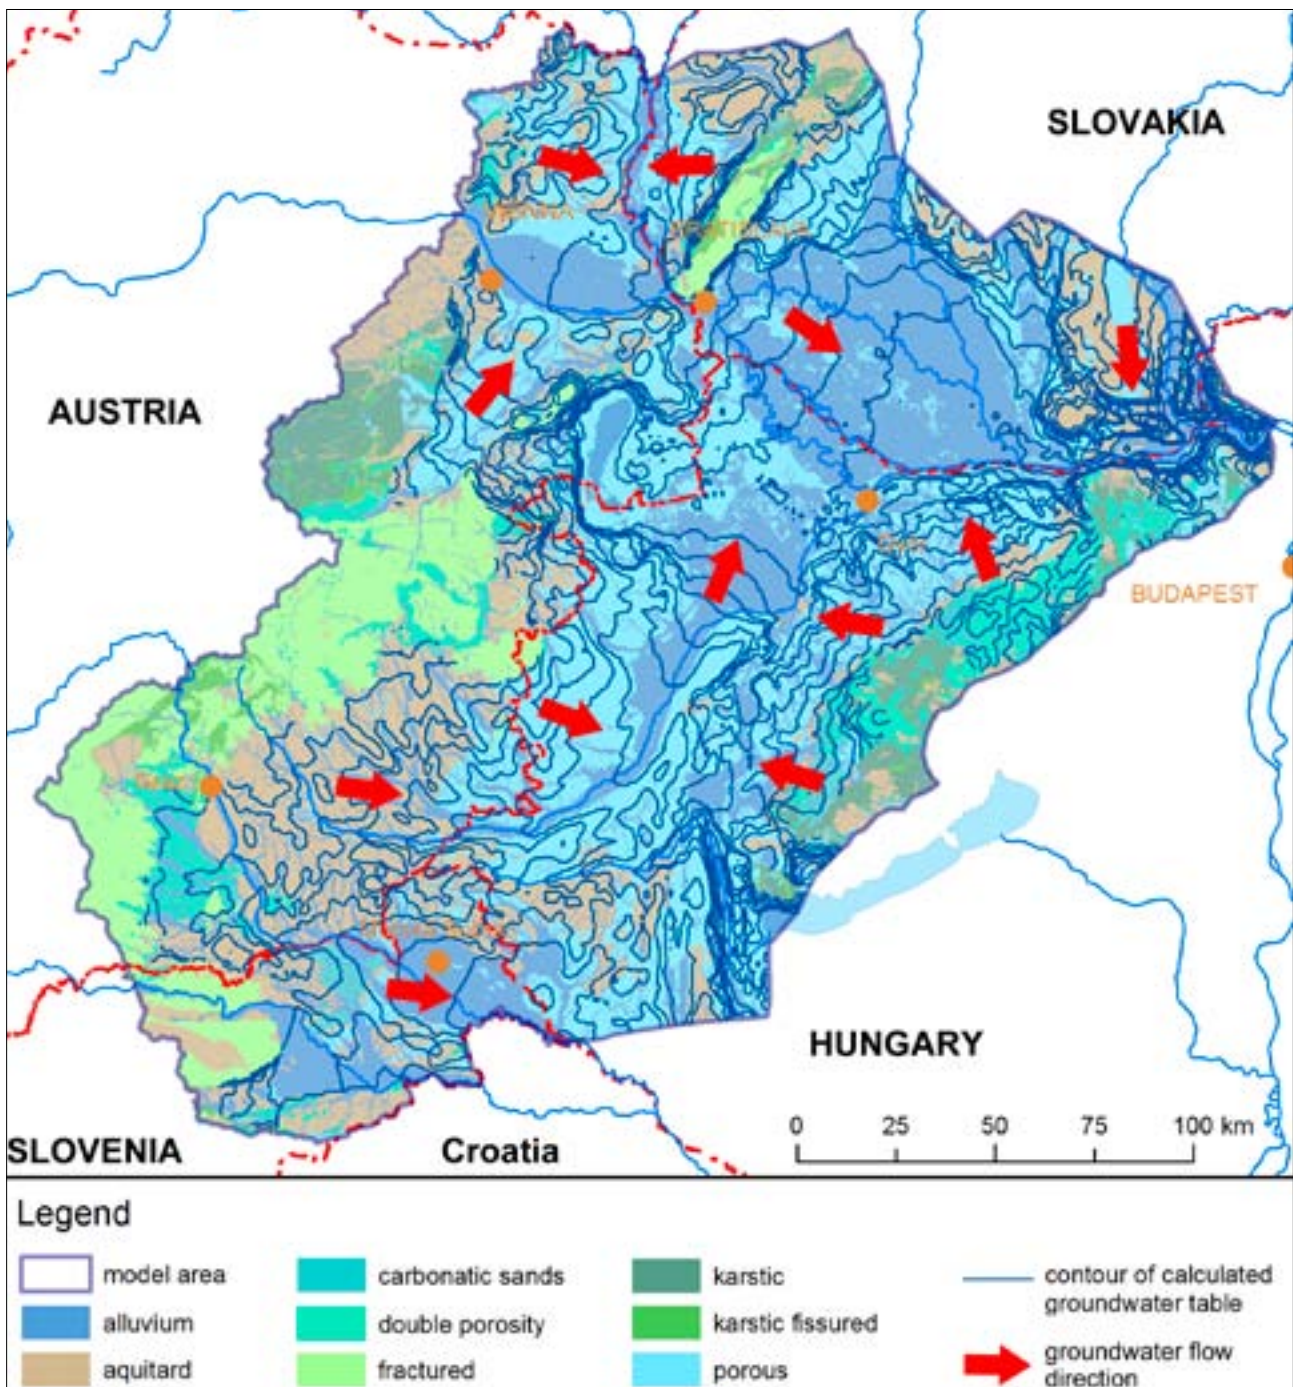 SLOVAKIA
AUSTRIA
BUDAPEST
HUNGARY
0 25 50 75 100 km
SLOVENIA
Croatia
Legend
model area
carbonatic sands
karstic
contour of calculated
groundwater table
alluvium
double porosity
karstic fissured
aquitard
fractured
porous
groundwater flow
direction